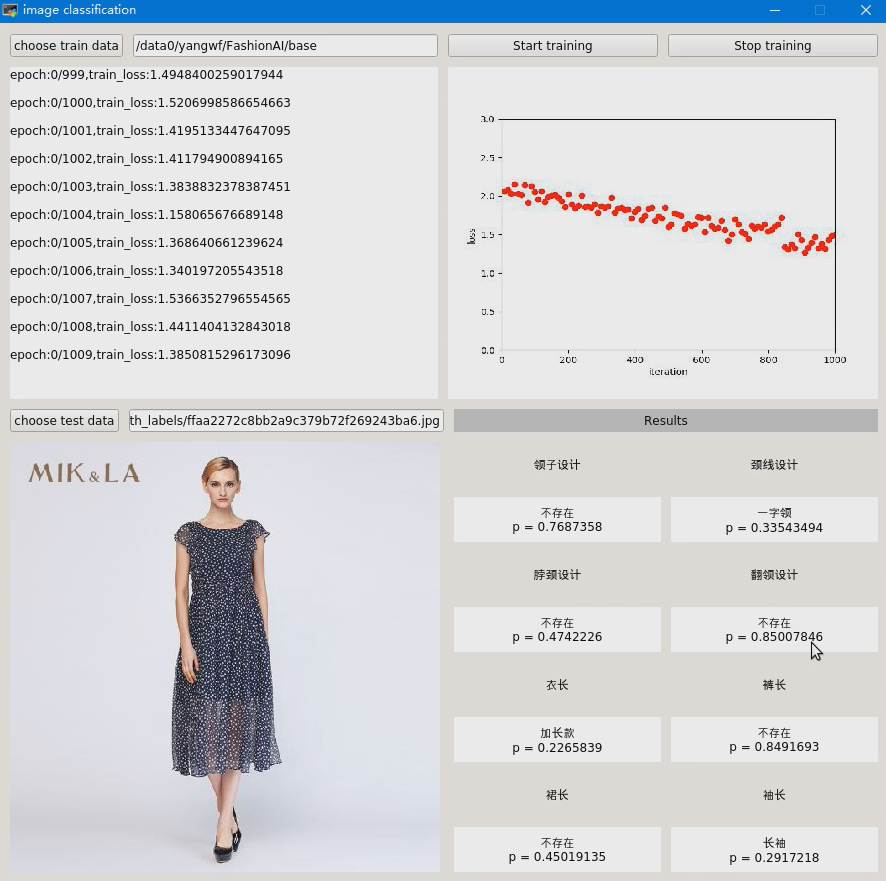 image classification
choose train data
/data0/yangwf/FashionAI/base
Start training
Stop training
epoch:0/999,train_loss:1.4948400259017944
epoch:0/1000,train_loss:1.5206998586654663
epoch:0/1001,train_loss:1.4195133447647095
epoch:0/1002,train_loss:1.411794900894165
epoch:0/1003,train_loss:1.3838832378387451
epoch:0/1004,train_loss:1.158065676689148
epoch:0/1005,train_loss:1.368640661239624
epoch:0/1006,train_loss:1.340197205543518
epoch:0/1007,train_loss:1.5366352796554565
epoch:0/1008,train_loss:1.4411404132843018
epoch:0/1009,train_loss:1.3850815296173096
3.0
2.5
2.0
1.5
1.0
0.5
0.0
loss
0 200 400 600 800 1000
iteration
choose test data
th_labels/ffaa2272c8bb2a9c379b72f269243ba6.jpg
Results
MIK&LA
领子设计
颈线设计
不存在
p = 0.7687358
一字领
p = 0.33543494
脖颈设计
翻领设计
不存在
p = 0.4742226
不存在
p = 0.85007846
衣长
裤长
加长款
p = 0.2265839
不存在
p = 0.8491693
裙长
袖长
不存在
p = 0.45019135
长袖
p = 0.2917218